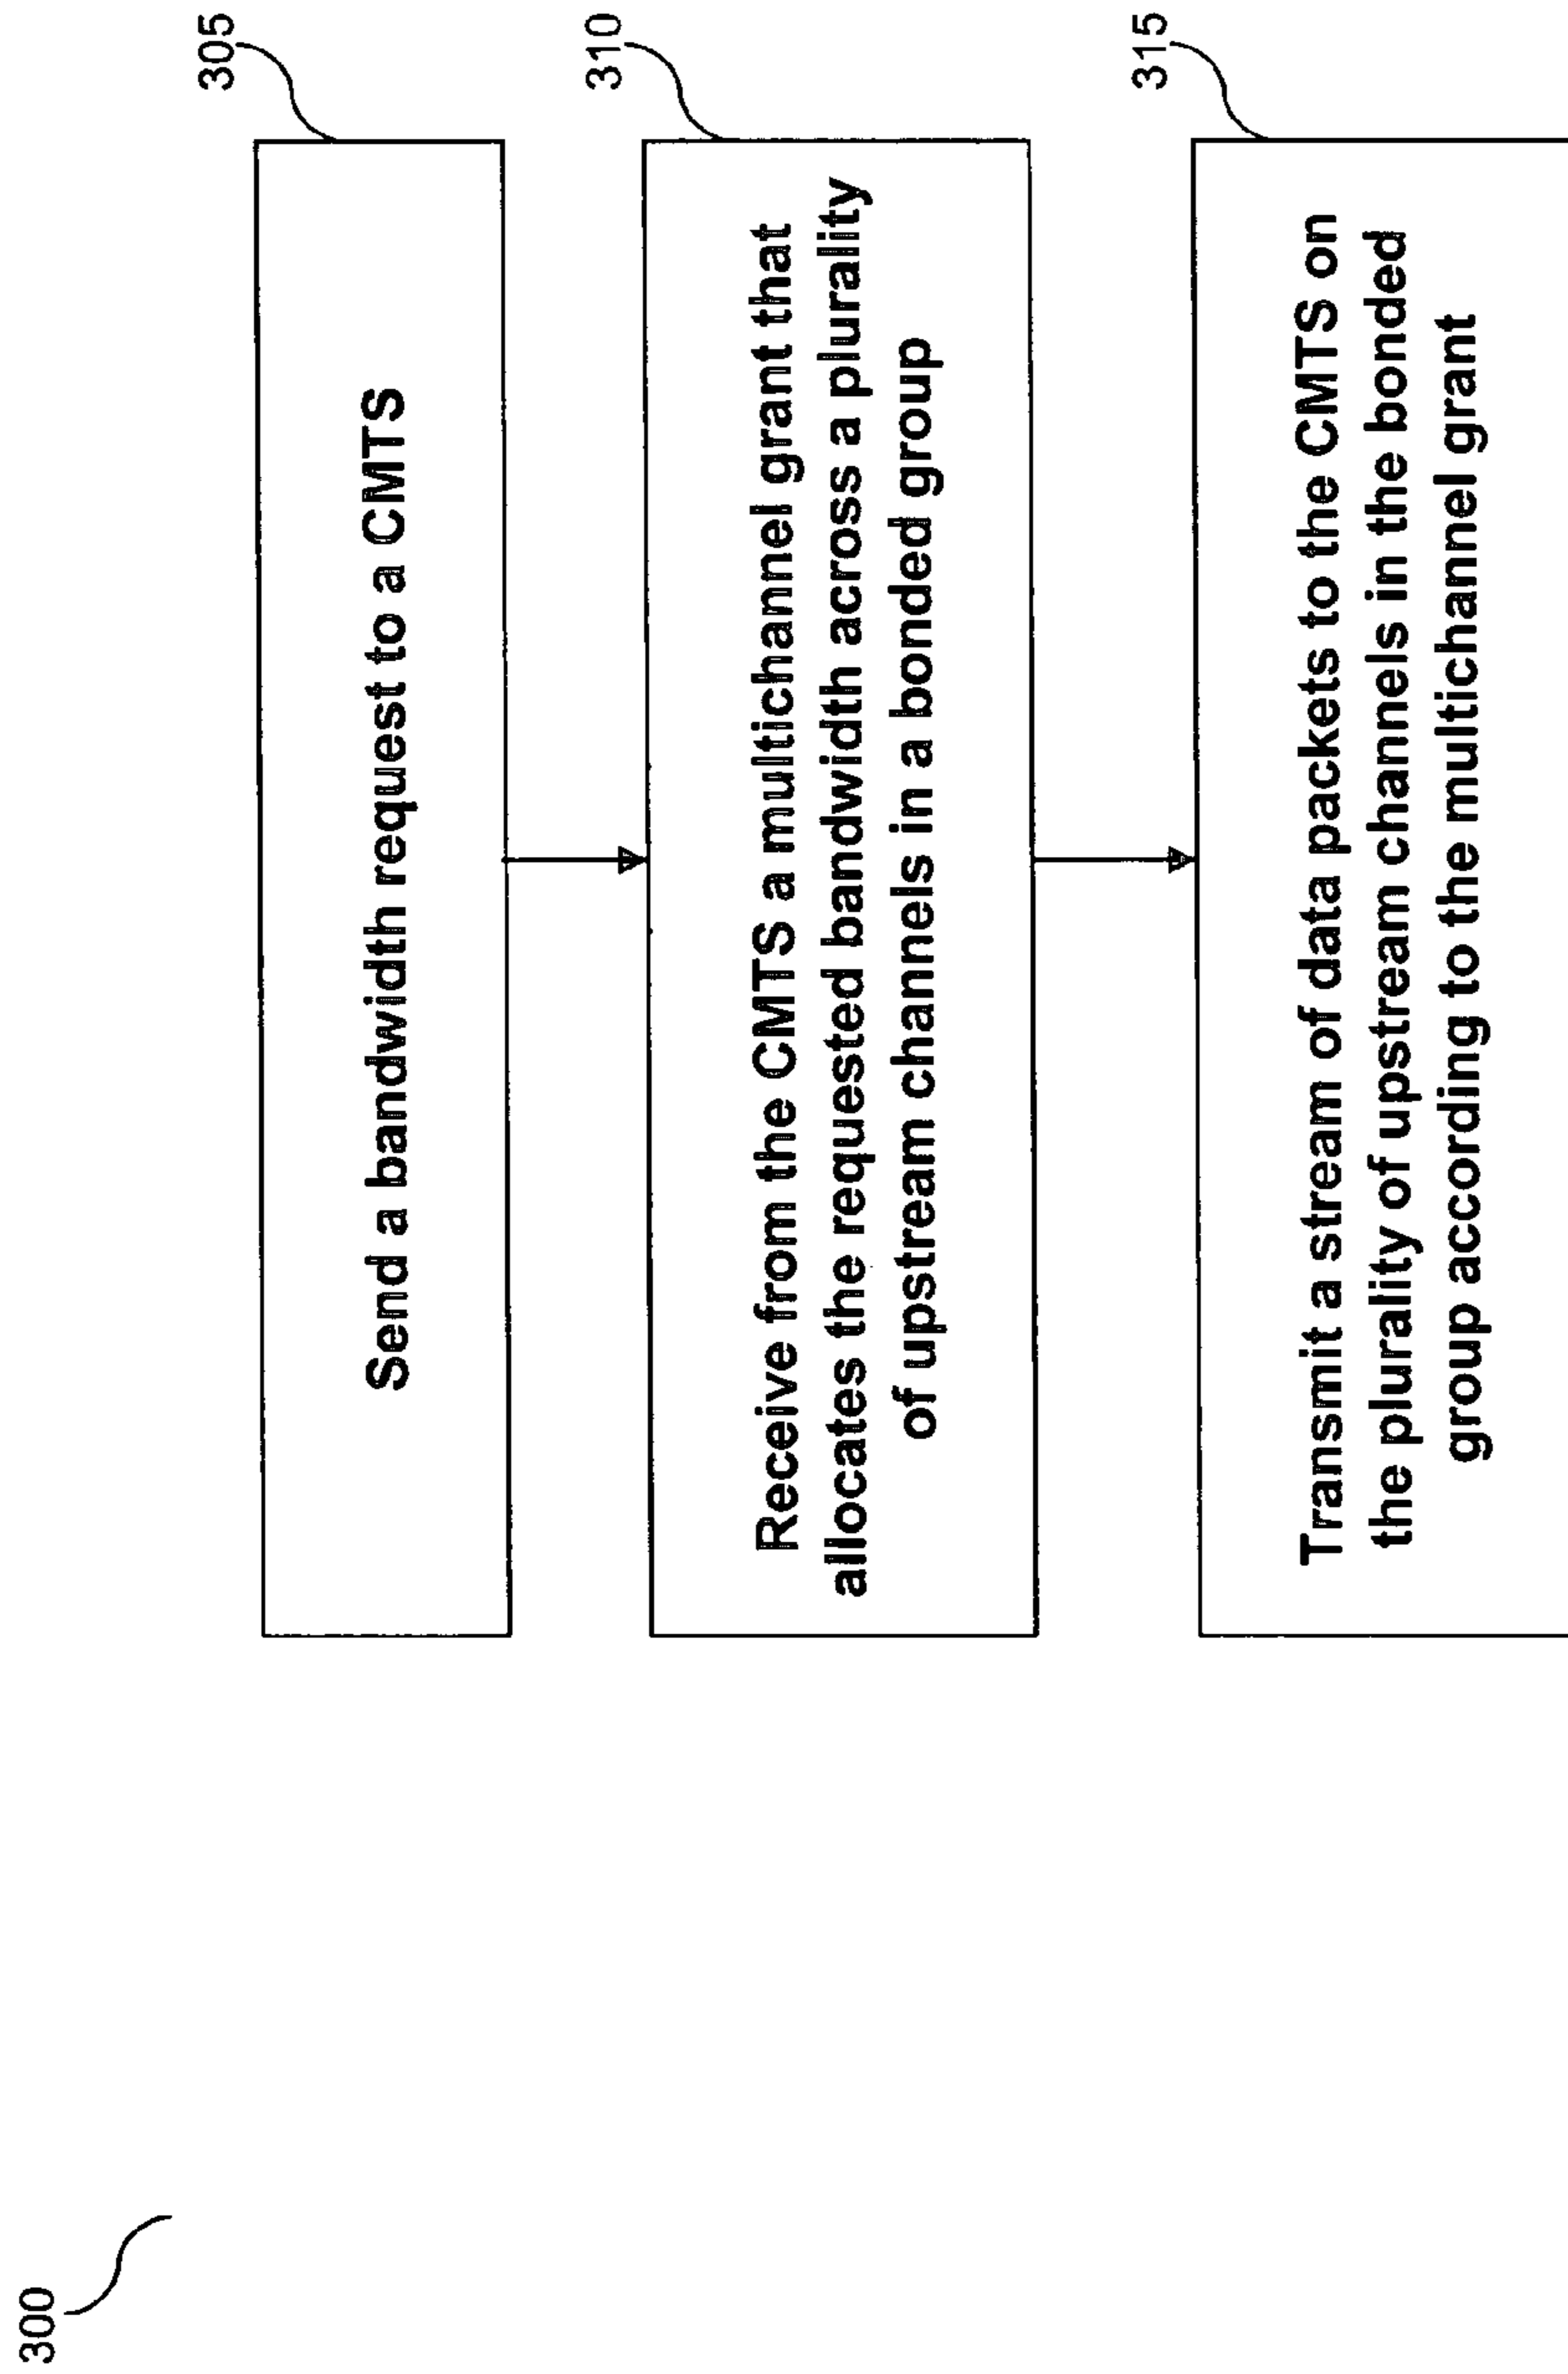 300
305
Send a bandwidth request to a CMTS
310
Receive from the CMTS a multichannel grant that
allocates the requested bandwidth across a plurality
of upstream channels in a bonded group
315
Transmit a stream of data packets to the CMTS on
the plurality of upstream channels in the bonded
group according to the multichannel grant